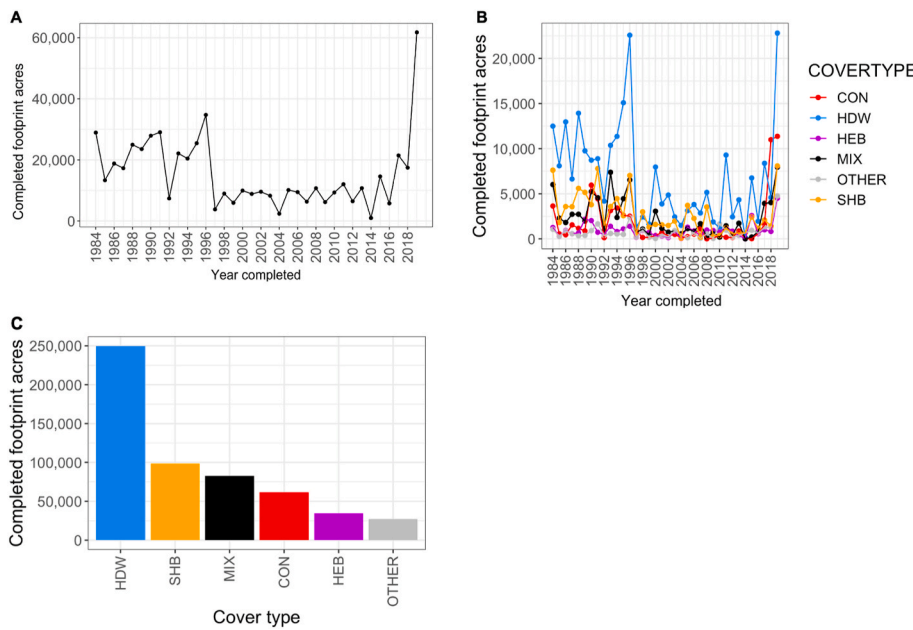 A
Completed footprint acres
60,000
40,000
20,000
0
1984
1986
1988
1990
1992
1994
1996
1998
2000
2002
2004
2006
2008
2010
2012
2014
2016
2018
Year completed
B
Completed footprint acres
20,000
15,000
10,000
5,000
0
1984
1986
1988
1990
1992
1994
1996
1998
2000
2002
2004
2006
2008
2010
2012
2014
2016
2018
Year completed
COVERTYPE
CON
HDW
HEB
MIX
OTHER
SHB
C
Completed footprint acres
250,000
200,000
150,000
100,000
50,000
0
HDW
SHB
MIX
CON
HEB
OTHER
Cover type